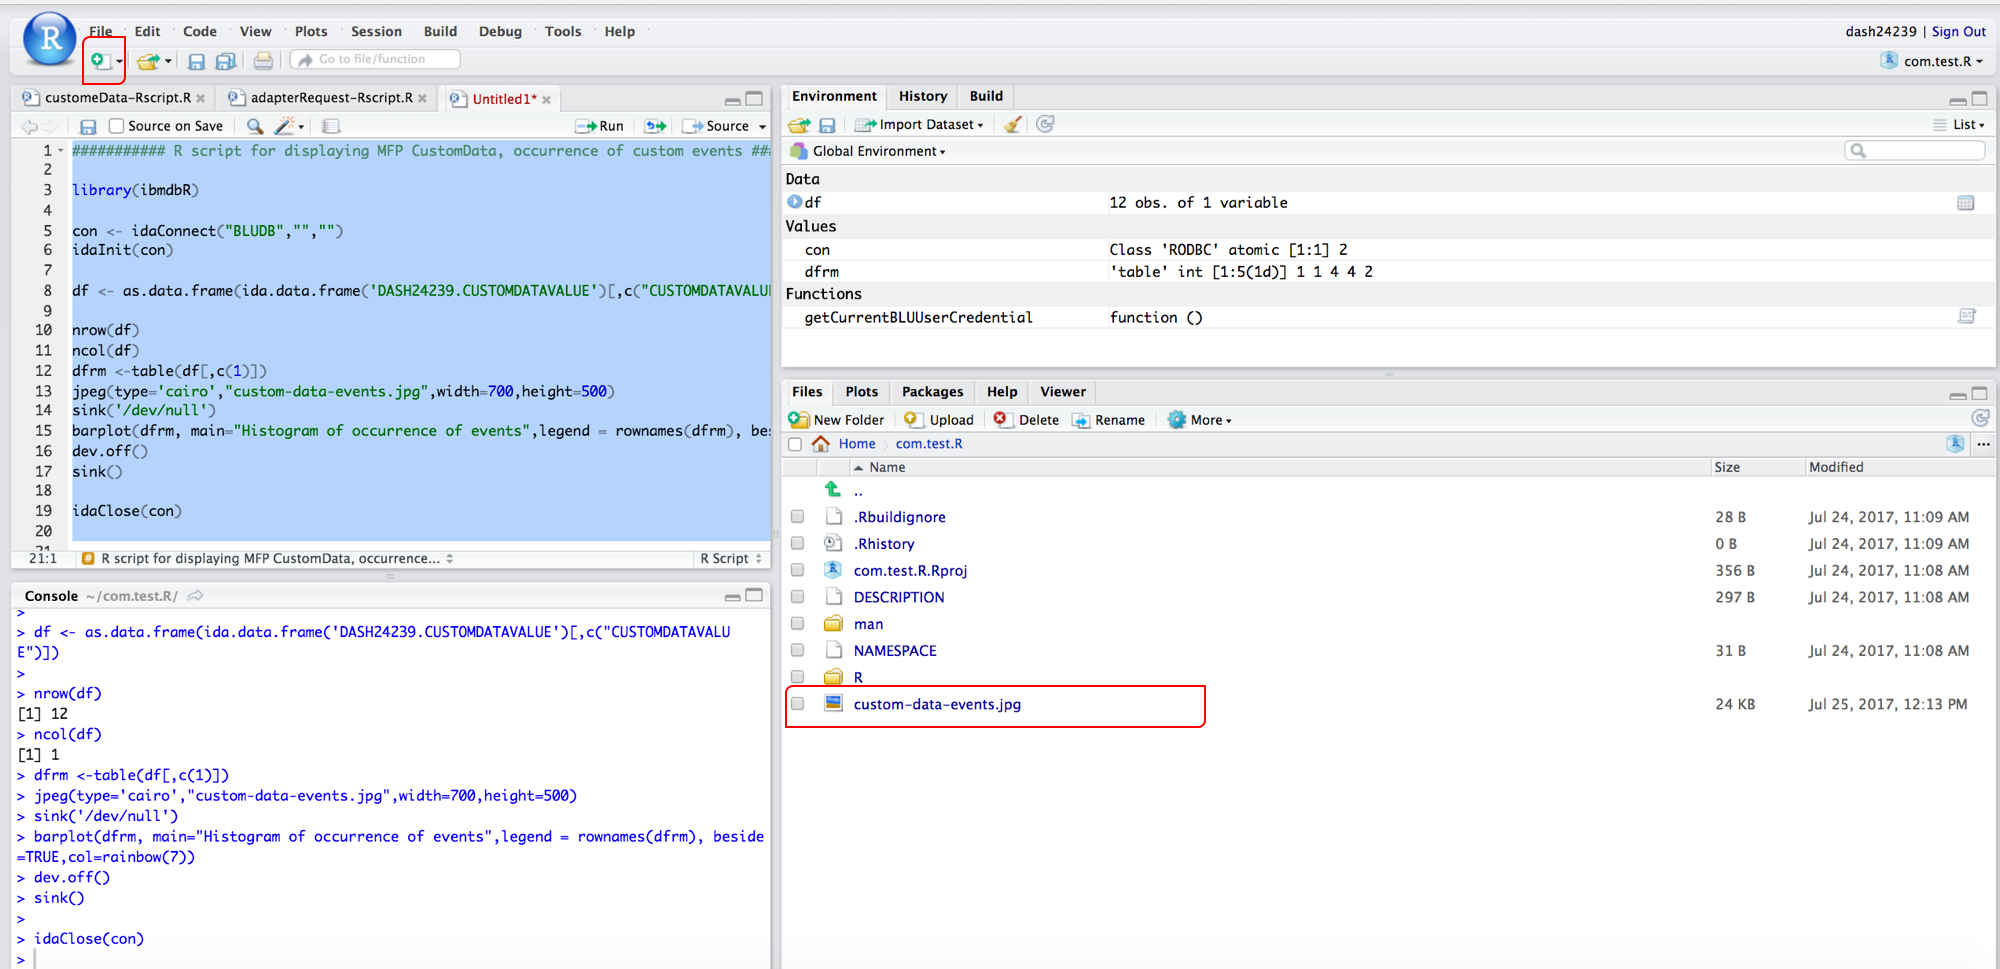 R
File Edit Code View Plots Session Build Debug Tools Help
dash24239 | Sign Out
Go to file/function
com.test.R
customeData-Rscript.R
adapterRequest-Rscript.R
Untitled1*
Source on Save
Run
Source
1 ########### R script for displaying MFP CustomData, occurrence of custom events ##
2
3 library(ibmdbR)
4
5 con <- idaConnect("BLUDB","","")
6 idaInit(con)
7
8 df <- as.data.frame(ida.data.frame('DASH24239.CUSTOMDATAVALUE')[,c("CUSTOMDATAVALU
9
10 nrow(df)
11 ncol(df)
12 dfrm <-table(df[,c(1)])
13 jpeg(type='cairo',"custom-data-events.jpg",width=700,height=500)
14 sink('/dev/null')
15 barplot(dfrm, main="Histogram of occurrence of events",legend = rownames(dfrm), bes
16 dev.off()
17 sink()
18
19 idaClose(con)
20
21:1 R script for displaying MFP CustomData, occurrence... R Script
Console ~/com.test.R/
>
> df <- as.data.frame(ida.data.frame('DASH24239.CUSTOMDATAVALUE')[,c("CUSTOMDATAVALU
E")])
>
> nrow(df)
[1] 12
> ncol(df)
[1] 1
> dfrm <-table(df[,c(1)])
> jpeg(type='cairo',"custom-data-events.jpg",width=700,height=500)
> sink('/dev/null')
> barplot(dfrm, main="Histogram of occurrence of events",legend = rownames(dfrm), beside
=TRUE,col=rainbow(7))
> dev.off()
> sink()
>
> idaClose(con)
>
Environment History Build
Import Dataset
List
Global Environment
Data
df 12 obs. of 1 variable
Values
con Class 'RODBC' atomic [1:1] 2
dfrm 'table' int [1:5(1d)] 1 1 4 4 2
Functions
getCurrentBLUUserCredential function ()
Files Plots Packages Help Viewer
New Folder Upload Delete Rename More
Home com.test.R
Name Size Modified
..
.Rbuildignore 28 B Jul 24, 2017, 11:09 AM
.Rhistory 0 B Jul 24, 2017, 11:09 AM
com.test.R.Rproj 356 B Jul 24, 2017, 11:08 AM
DESCRIPTION 297 B Jul 24, 2017, 11:08 AM
man
NAMESPACE 31 B Jul 24, 2017, 11:08 AM
R
custom-data-events.jpg 24 KB Jul 25, 2017, 12:13 PM